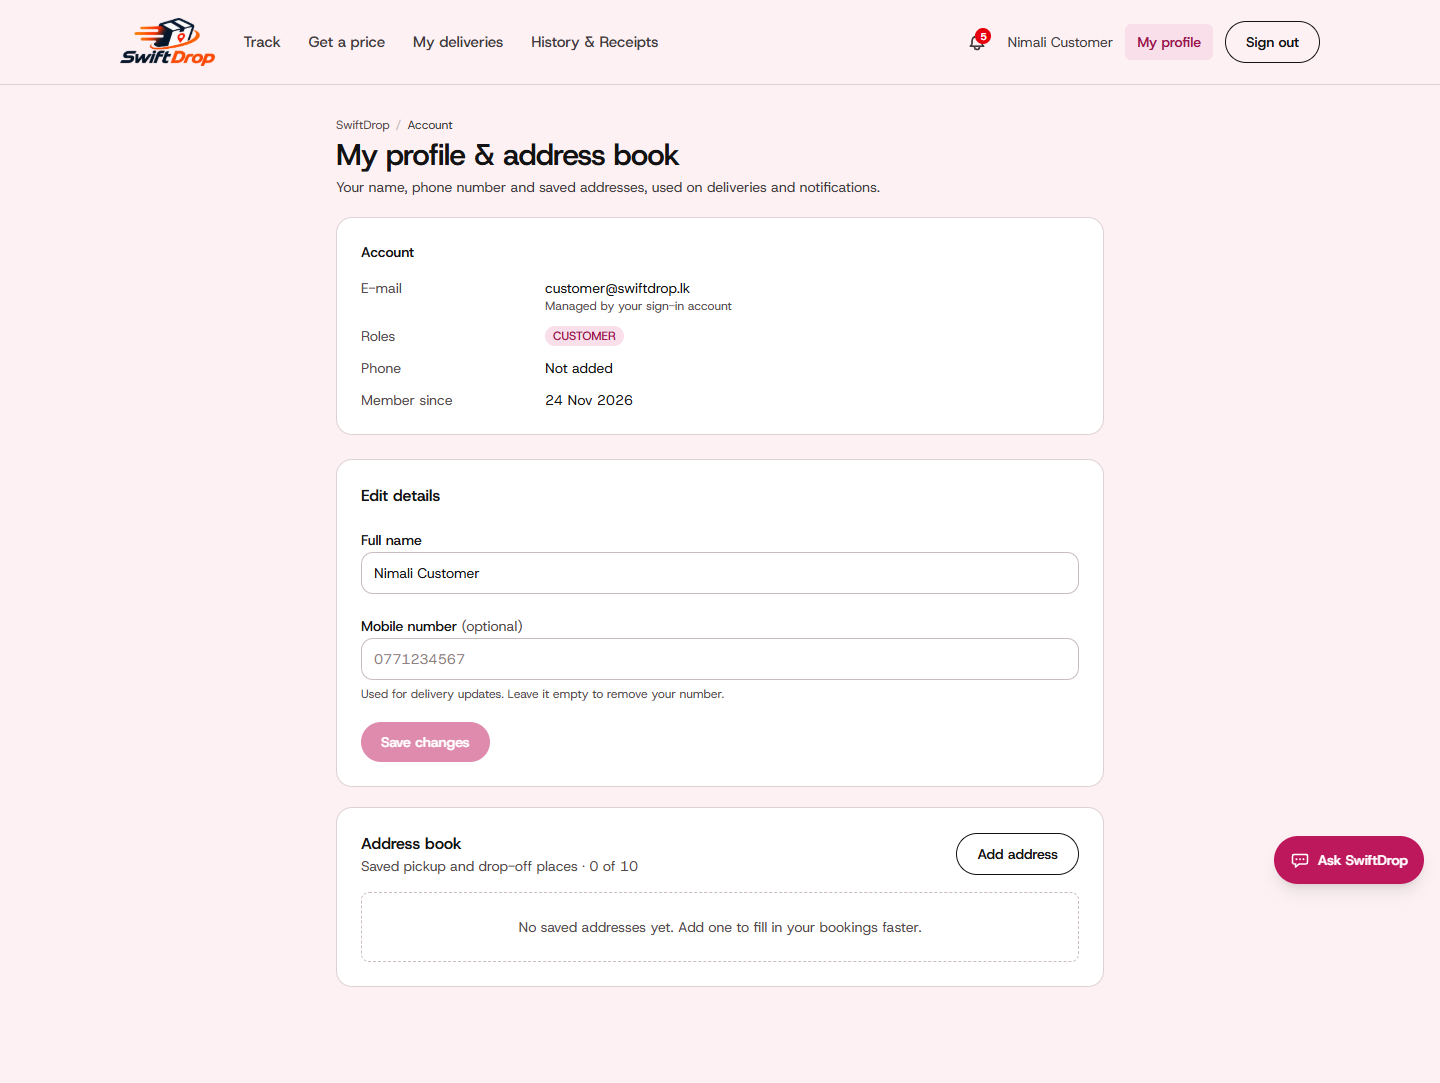 SwiftDrop
Track
Get a price
My deliveries
History & Receipts
5
Nimali Customer
My profile
Sign out
SwiftDrop / Account
My profile & address book
Your name, phone number and saved addresses, used on deliveries and notifications.
Account
E-mail
customer@swiftdrop.lk
Managed by your sign-in account
Roles
CUSTOMER
Phone
Not added
Member since
24 Nov 2026
Edit details
Full name
Nimali Customer
Mobile number (optional)
0771234567
Used for delivery updates. Leave it empty to remove your number.
Save changes
Address book
Saved pickup and drop-off places · 0 of 10
Add address
No saved addresses yet. Add one to fill in your bookings faster.
Ask SwiftDrop